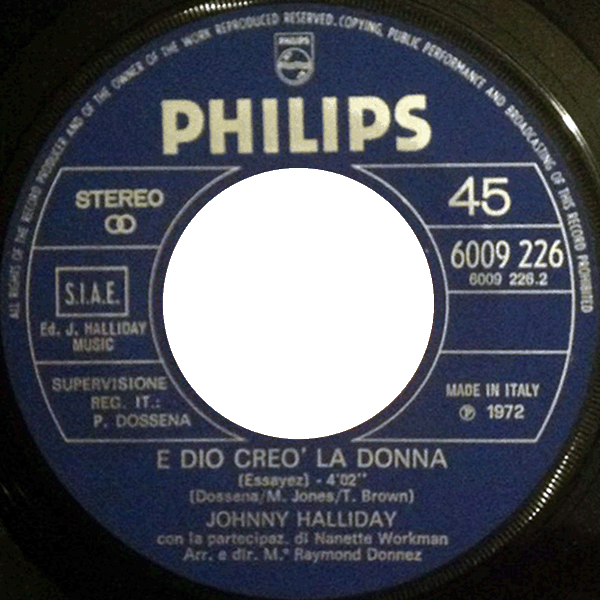 ALL RIGHTS OF THE RECORD PRODUCER AND OF THE OWNER OF THE WORK REPRODUCED RESERVED. COPYING, PUBLIC PERFORMANCE AND BROADCASTING OF THIS RECORD PROHIBITED
PHILIPS
PHILIPS
STEREO
45
6009 226
6009 226.2
S.I.A.E.
Ed. J. HALLIDAY
MUSIC
SUPERVISIONE
REG. IT.:
P. DOSSENA
MADE IN ITALY
℗ 1972
E DIO CREO' LA DONNA
(Essayez) - 4'02"
(Dossena/M. Jones/T. Brown)
JOHNNY HALLIDAY
con la partecipaz. di Nanette Workman
Arr. e dir. M.° Raymond Donnez